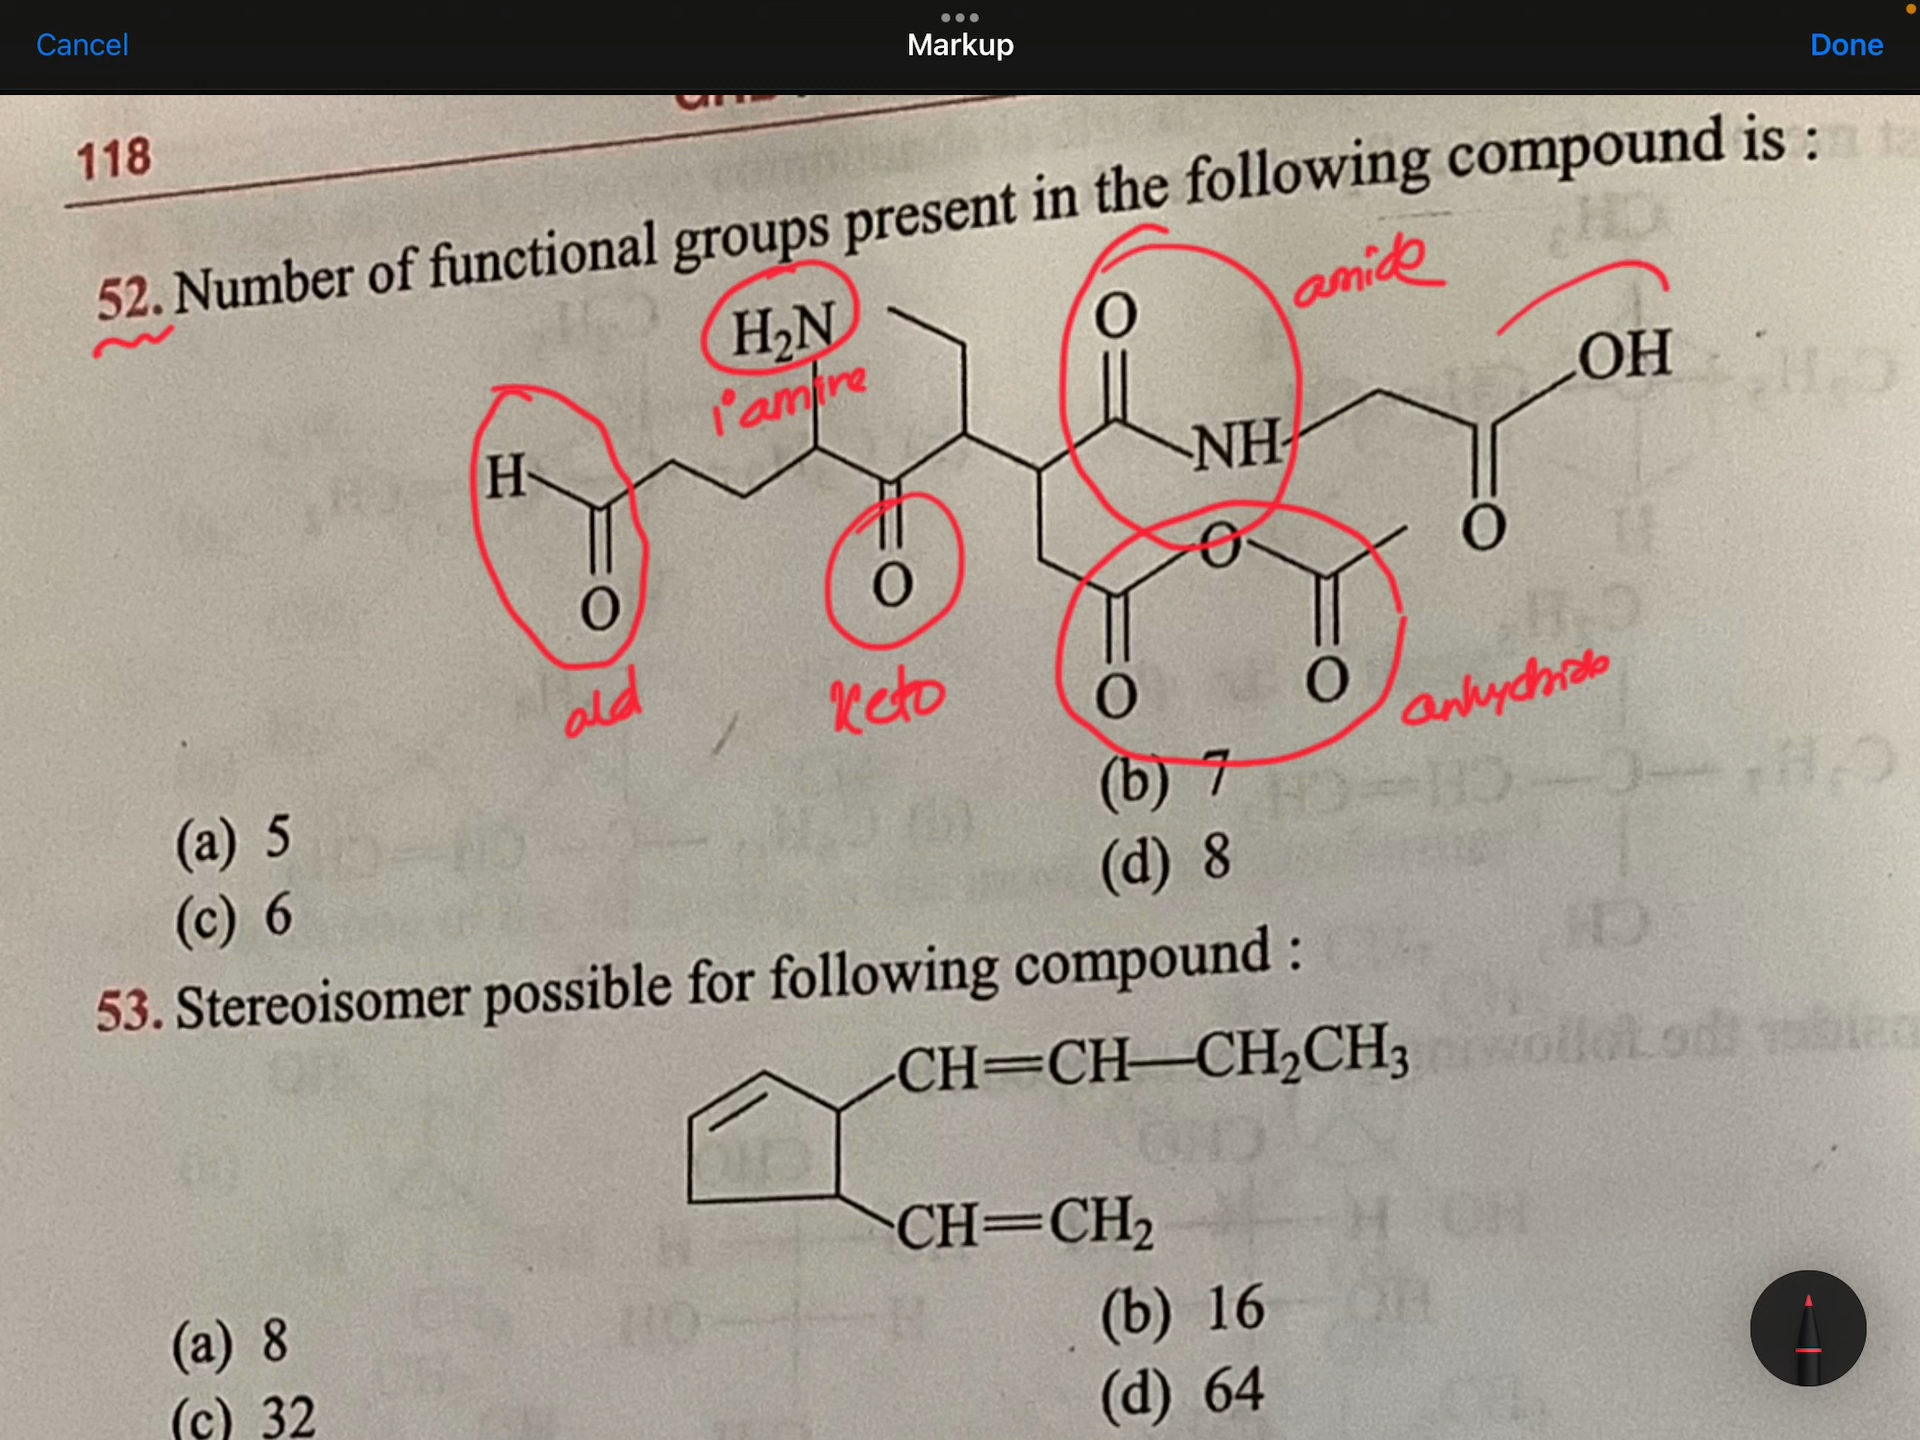 Cancel Markup Done
118
52. Number of functional groups present in the following compound is :
H₂N O amide OH
1° amine
H NH
O O O O
O O
ald keto anhydride
(b) 7
(a) 5
(d) 8
(c) 6
53. Stereoisomer possible for following compound :
CH=CH—CH₂CH₃
CH=CH₂
(a) 8 (b) 16
(c) 32 (d) 64